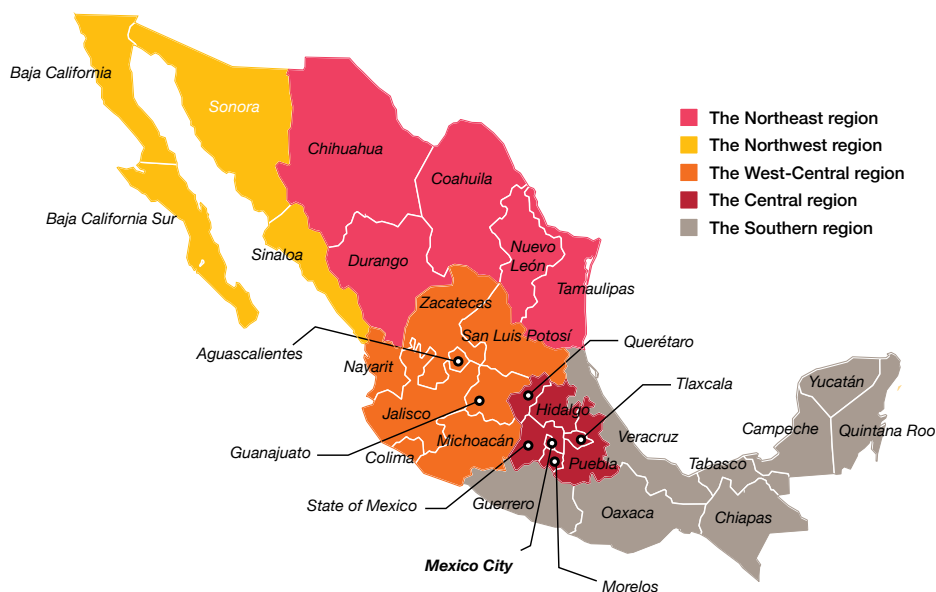 Baja California
Sonora
Chihuahua
Coahuila
Baja California Sur
Sinaloa
Durango
Nuevo
León
Tamaulipas
Zacatecas
San Luis Potosí
Aguascalientes
Nayarit
Querétaro
Tlaxcala
Yucatán
Jalisco
Hidalgo
Guanajuato
Michoacán
Colima
Veracruz
Campeche
Quintana Roo
Puebla
Tabasco
State of Mexico
Guerrero
Oaxaca
Chiapas
Mexico City
Morelos
The Northeast region
The Northwest region
The West-Central region
The Central region
The Southern region